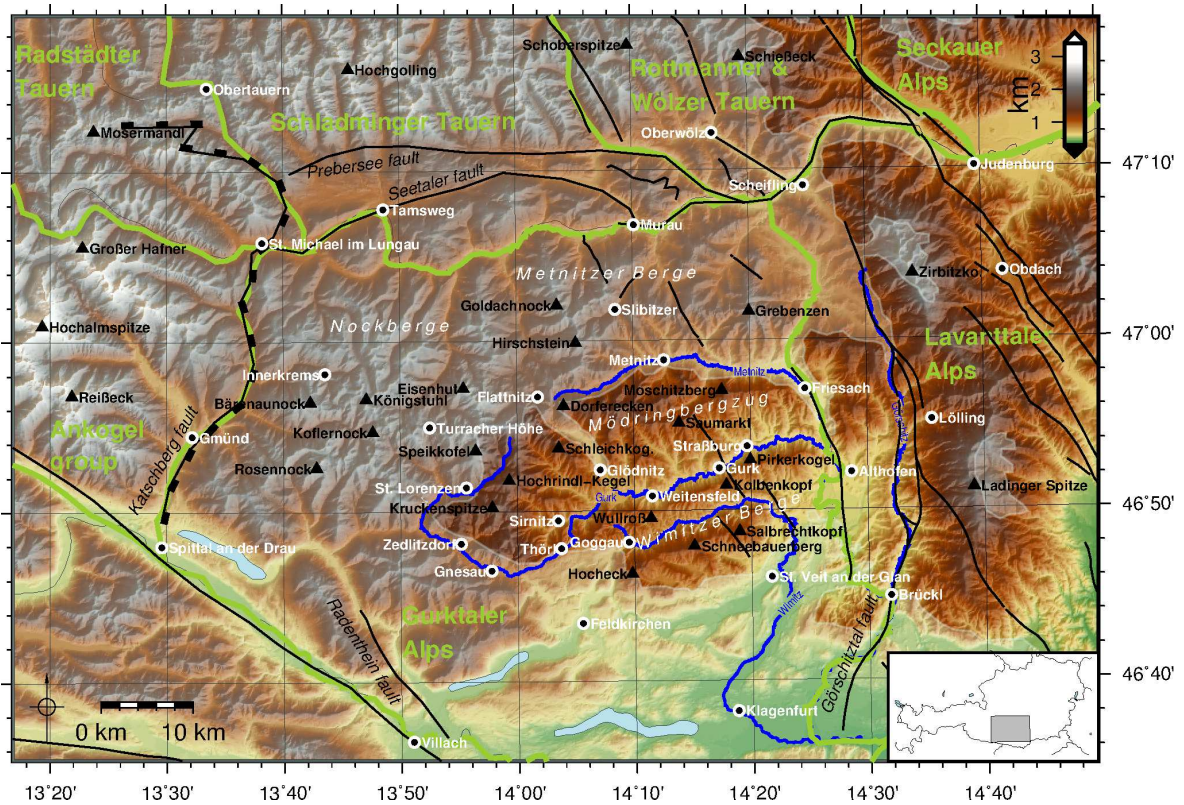 Radstädter
Tauern
Obertauern
Mosermandl
Hochgolling
Schladminger Tauern
Schoberspitze
Schießeck
Rottmanner &
Wölzer Tauern
Oberwölz
Seckauer
Alps
3
2
1
km
Judenburg
47°10'
Prebersee fault
Seetaler fault
Scheifling
Tamsweg
Murau
St. Michael im Lungau
Großer Hafner
Metnitzer Berge
Zirbitzko
Obdach
Goldachnock
Slibitzer
Grebenzen
Hochalmspitze
Nockberge
Hirschstein
47°00'
Lavanttaler
Alps
Metnitz
Metnitz
Innerkrems
Friesach
Reißeck
Bärenaunock
Königstuhl
Eisenhut
Flattnitz
Moschitzberg
Dorferecken
Mödringbergzug
Saumarkt
Lölling
Görschitz
Ankogel
group
Gmünd
Koflernock
Turracher Höhe
Speikkofel
Schleichkog.
Straßburg
Pirkerkogel
Katschberg fault
Rosennock
Hochrindl-Kegel
Glödnitz
Gurk
Althofen
St. Lorenzen
Gurk
Weitensfeld
Kolbenkopf
Ladinger Spitze
46°50'
Kruckenspitze
Sirnitz
Wullroß
Wimitzer Berge
Salbrechtkopf
Spittal an der Drau
Zedlitzdorf
Thörl
Goggau
Schneebauerberg
Gnesau
Hocheck
St. Veit an der Glan
Brückl
Wimitz
Radenthein fault
Gurktaler
Alps
Feldkirchen
Görschitztal fault
46°40'
0 km
10 km
Klagenfurt
Villach
13°20'
13°30'
13°40'
13°50'
14°00'
14°10'
14°20'
14°30'
14°40'